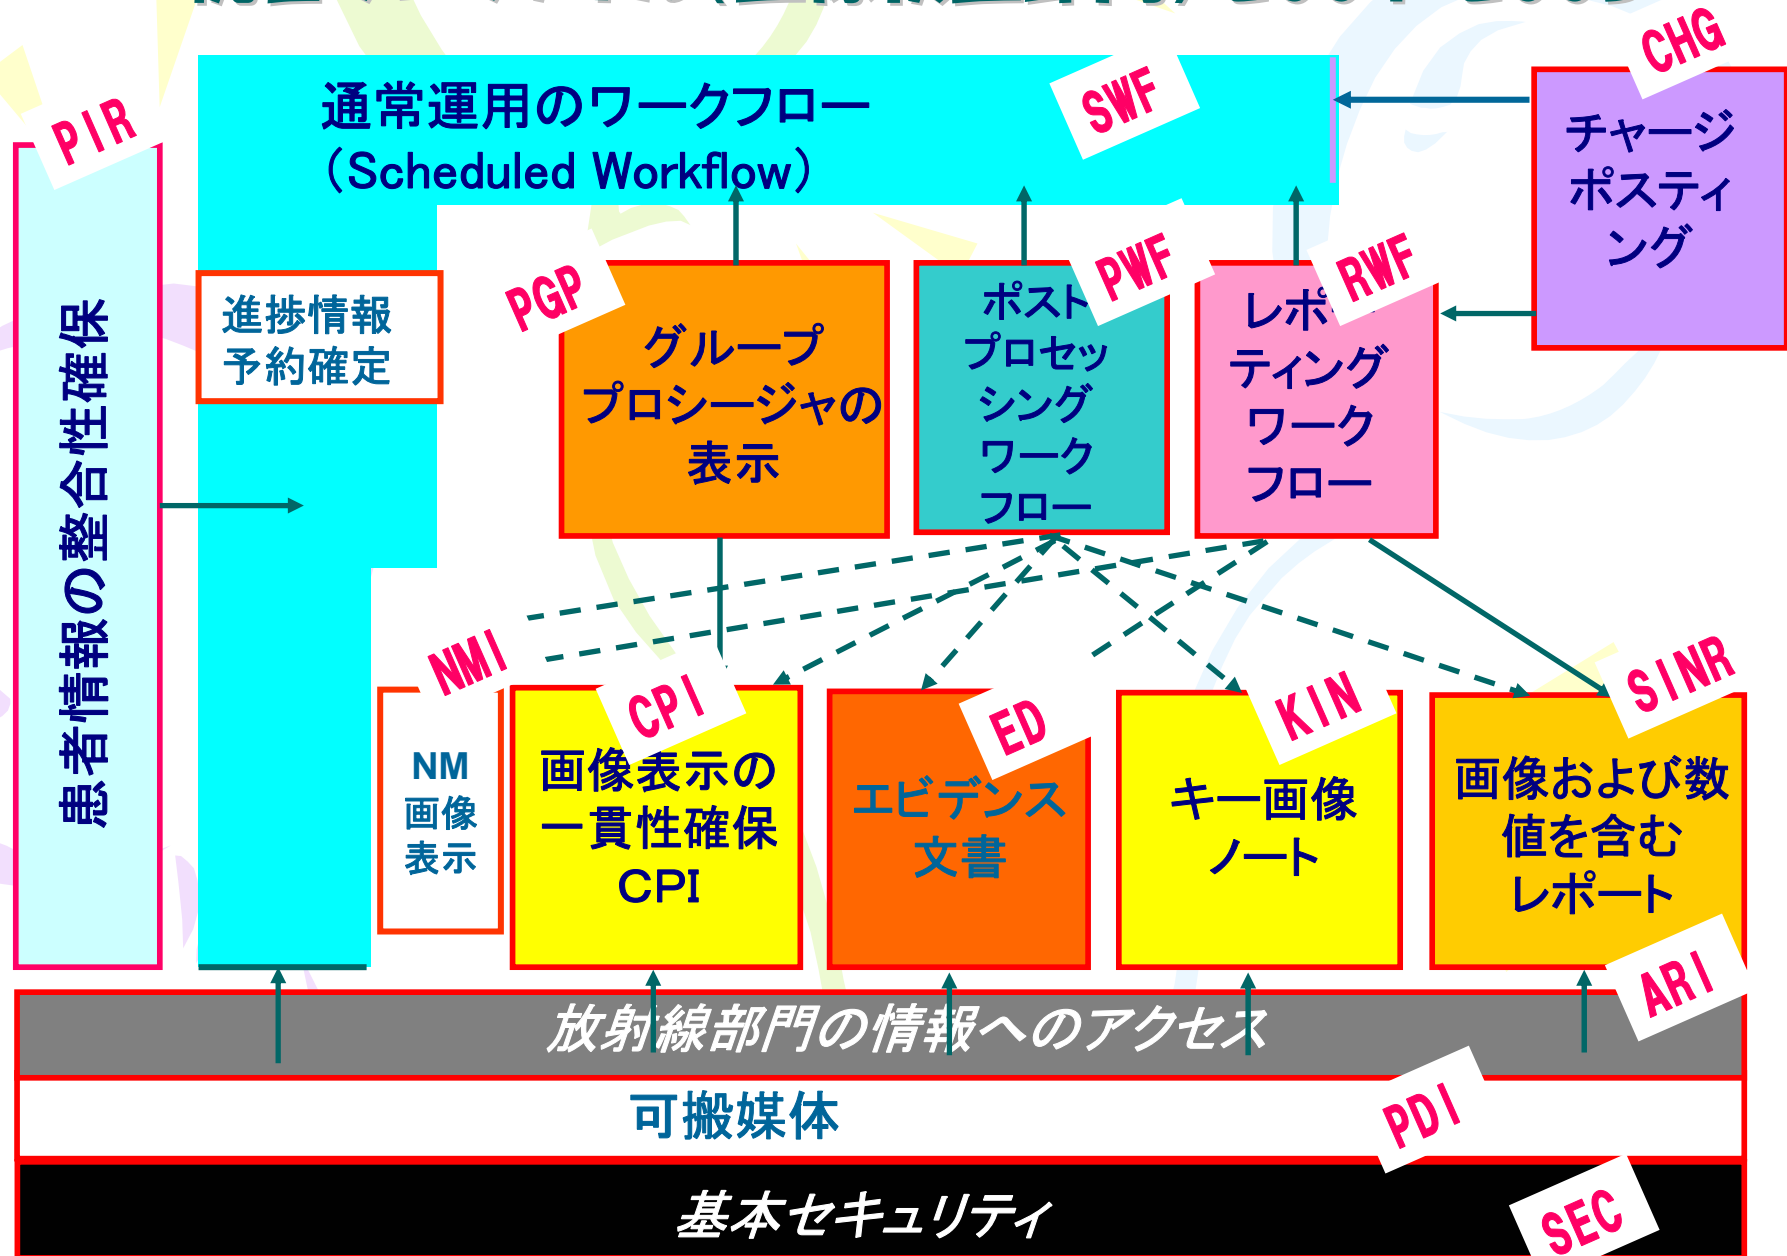 CHG
通常運用のワークフロー
(Scheduled Workflow)
SWF
チャージ
ポスティ
ング
PIR
患者情報の整合性確保
進捗情報
予約確定
PGP
グループ
プロシージャの
表示
PWF
ポスト
プロセッ
シング
ワーク
フロー
RWF
レポー
ティング
ワーク
フロー
NMI
NM
画像
表示
CPI
画像表示の
一貫性確保
CPI
ED
エビデンス
文書
KIN
キー画像
ノート
SINR
画像および数
値を含む
レポート
ARI
放射線部門の情報へのアクセス
可搬媒体
PDI
基本セキュリティ
SEC